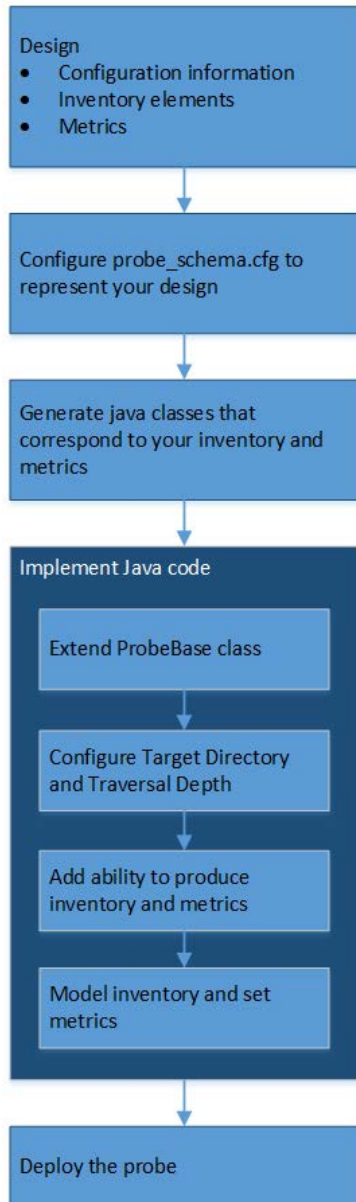 Design
• Configuration information
• Inventory elements
• Metrics
Configure probe_schema.cfg to
represent your design
Generate java classes that
correspond to your inventory and
metrics
Implement Java code
Extend ProbeBase class
Configure Target Directory
and Traversal Depth
Add ability to produce
inventory and metrics
Model inventory and set
metrics
Deploy the probe